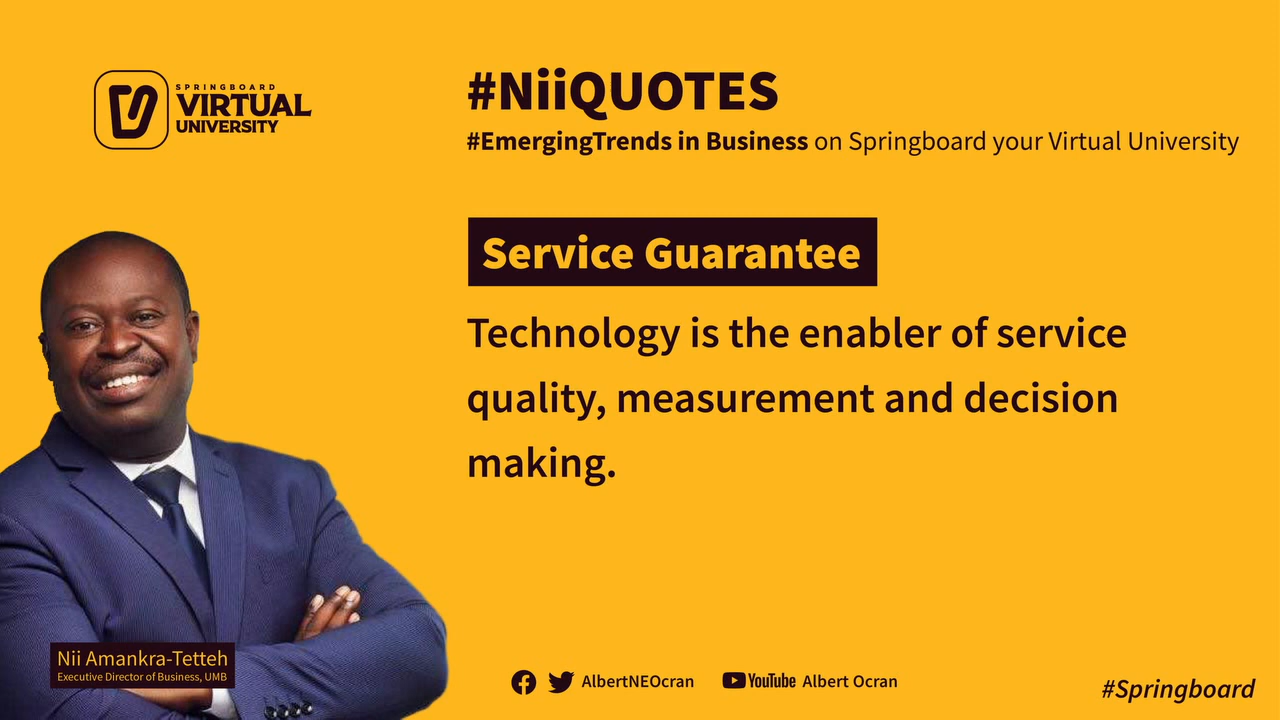 SPRINGBOARD
VIRTUAL
UNIVERSITY
#NiiQUOTES
#EmergingTrends in Business on Springboard your Virtual University
Service Guarantee
Technology is the enabler of service
quality, measurement and decision
making.
Nii Amankra-Tetteh
Executive Director of Business, UMB
AlbertNEOcran
YouTube Albert Ocran
#Springboard